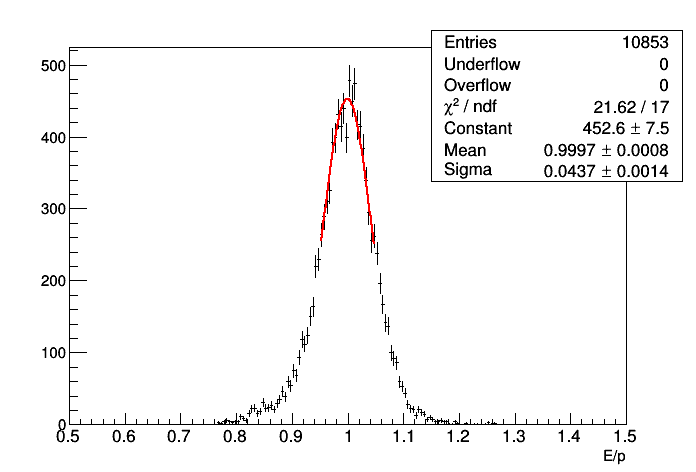 Entries 10853
Underflow 0
Overflow 0
χ² / ndf 21.62 / 17
Constant 452.6 ± 7.5
Mean 0.9997 ± 0.0008
Sigma 0.0437 ± 0.0014
500
400
300
200
100
0
0.5 0.6 0.7 0.8 0.9 1 1.1 1.2 1.3 1.4 1.5
E/p